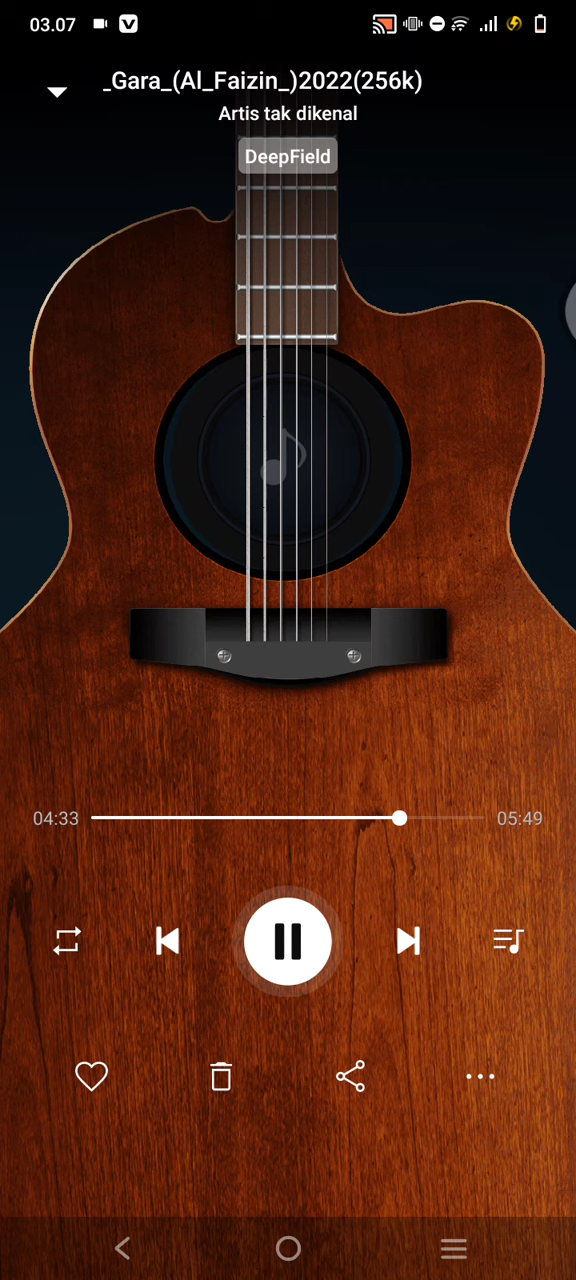 03.07
_Gara_(Al_Faizin_)2022(256k)
Artis tak dikenal
DeepField
04:33
05:49